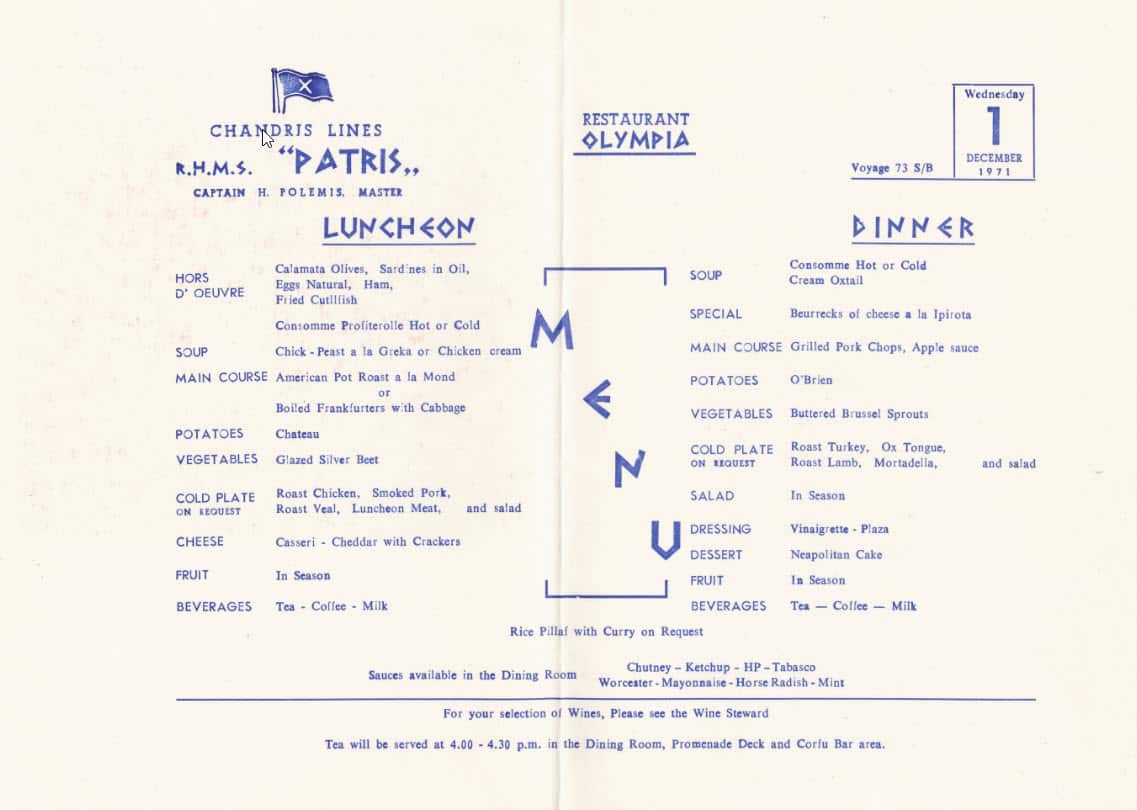 CHANDRIS LINES
R.H.M.S. “PATRIS„
CAPTAIN H. POLEMIS, MASTER
RESTAURANT
OLYMPIA
Voyage 73 S/B
Wednesday
1
DECEMBER
1971
LUNCHEON
HORS
D' OEUVRE
Calamata Olives, Sardines in Oil,
Eggs Natural, Ham,
Fried Cutllfish
Consomme Profiterolle Hot or Cold
SOUP Chick-Peast a la Greka or Chicken cream
MAIN COURSE American Pot Roast a la Mond
or
Boiled Frankfurters with Cabbage
POTATOES Chateau
VEGETABLES Glazed Silver Beet
COLD PLATE
ON REQUEST
Roast Chicken, Smoked Pork,
Roast Veal, Luncheon Meat, and salad
CHEESE Casseri - Cheddar with Crackers
FRUIT In Season
BEVERAGES Tea - Coffee - Milk
MENU
DINNER
SOUP
Consomme Hot or Cold
Cream Oxtail
SPECIAL Beurrecks of cheese a la Ipirota
MAIN COURSE Grilled Pork Chops, Apple sauce
POTATOES O'Brien
VEGETABLES Buttered Brussel Sprouts
COLD PLATE
ON REQUEST
Roast Turkey, Ox Tongue,
Roast Lamb, Mortadella, and salad
SALAD In Season
DRESSING Vinaigrette - Plaza
DESSERT Neapolitan Cake
FRUIT In Season
BEVERAGES Tea — Coffee — Milk
Rice Pillaf with Curry on Request
Sauces available in the Dining Room
Chutney – Ketchup – HP – Tabasco
Worcester - Mayonnaise - Horse Radish - Mint
For your selection of Wines, Please see the Wine Steward
Tea will be served at 4.00 - 4.30 p.m. in the Dining Room, Promenade Deck and Corfu Bar area.